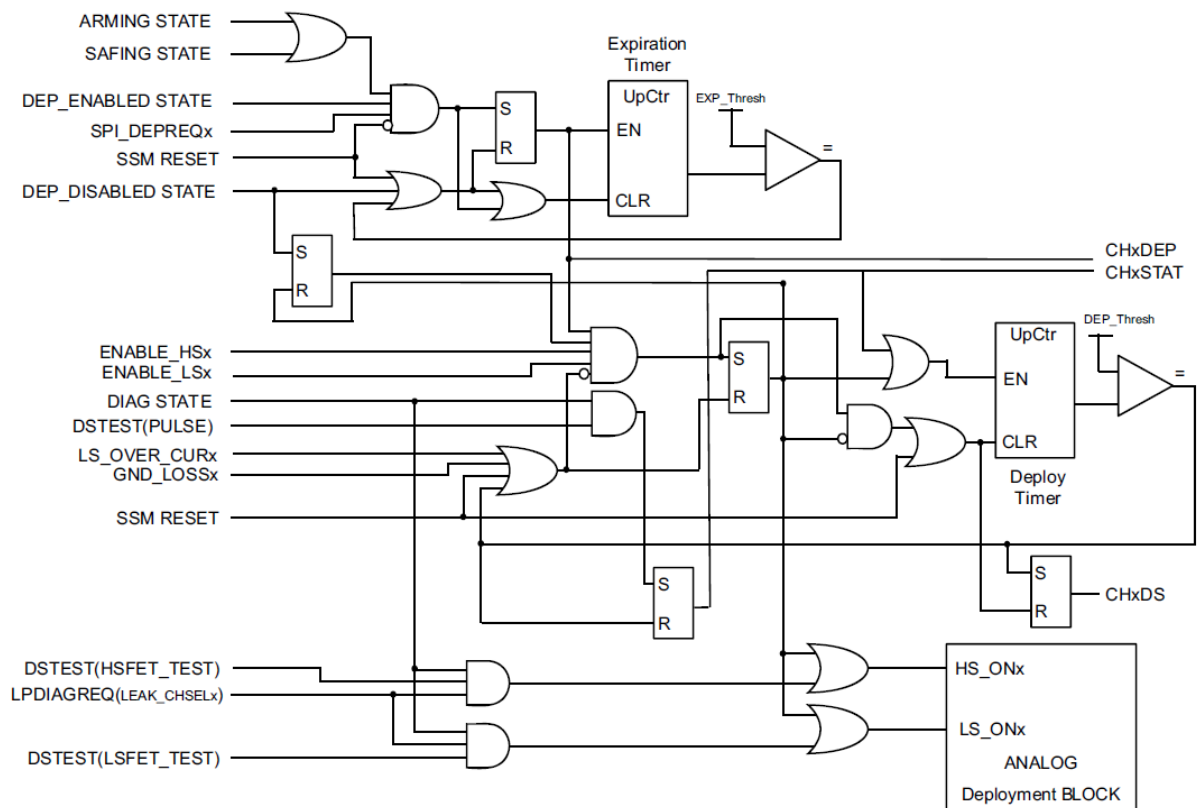 ARMING STATE
SAFING STATE
DEP_ENABLED STATE
SPI_DEPREQx
SSM RESET
DEP_DISABLED STATE
S
R
Expiration
Timer
UpCtr
EN
CLR
EXP_Thresh
=
S
R
CHxDEP
CHxSTAT
ENABLE_HSx
ENABLE_LSx
DIAG STATE
DSTEST(PULSE)
LS_OVER_CURx
GND_LOSSx
SSM RESET
S
R
UpCtr
EN
CLR
Deploy
Timer
DEP_Thresh
=
S
R
S
R
CHxDS
DSTEST(HSFET_TEST)
LPDIAGREQ(LEAK_CHSELx)
DSTEST(LSFET_TEST)
HS_ONx
LS_ONx
ANALOG
Deployment BLOCK